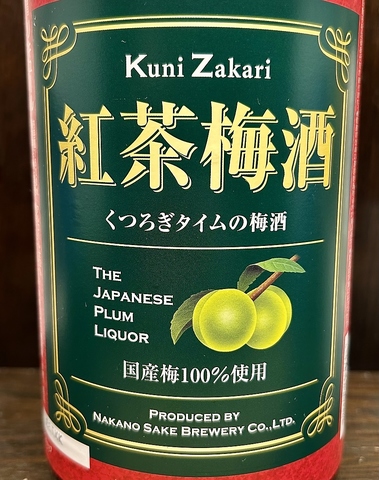 Kuni Zakari
紅茶梅酒
くつろぎタイムの梅酒
THE
JAPANESE
PLUM
LIQUOR
国産梅100%使用
PRODUCED BY
NAKANO SAKE BREWERY CO.,LTD.